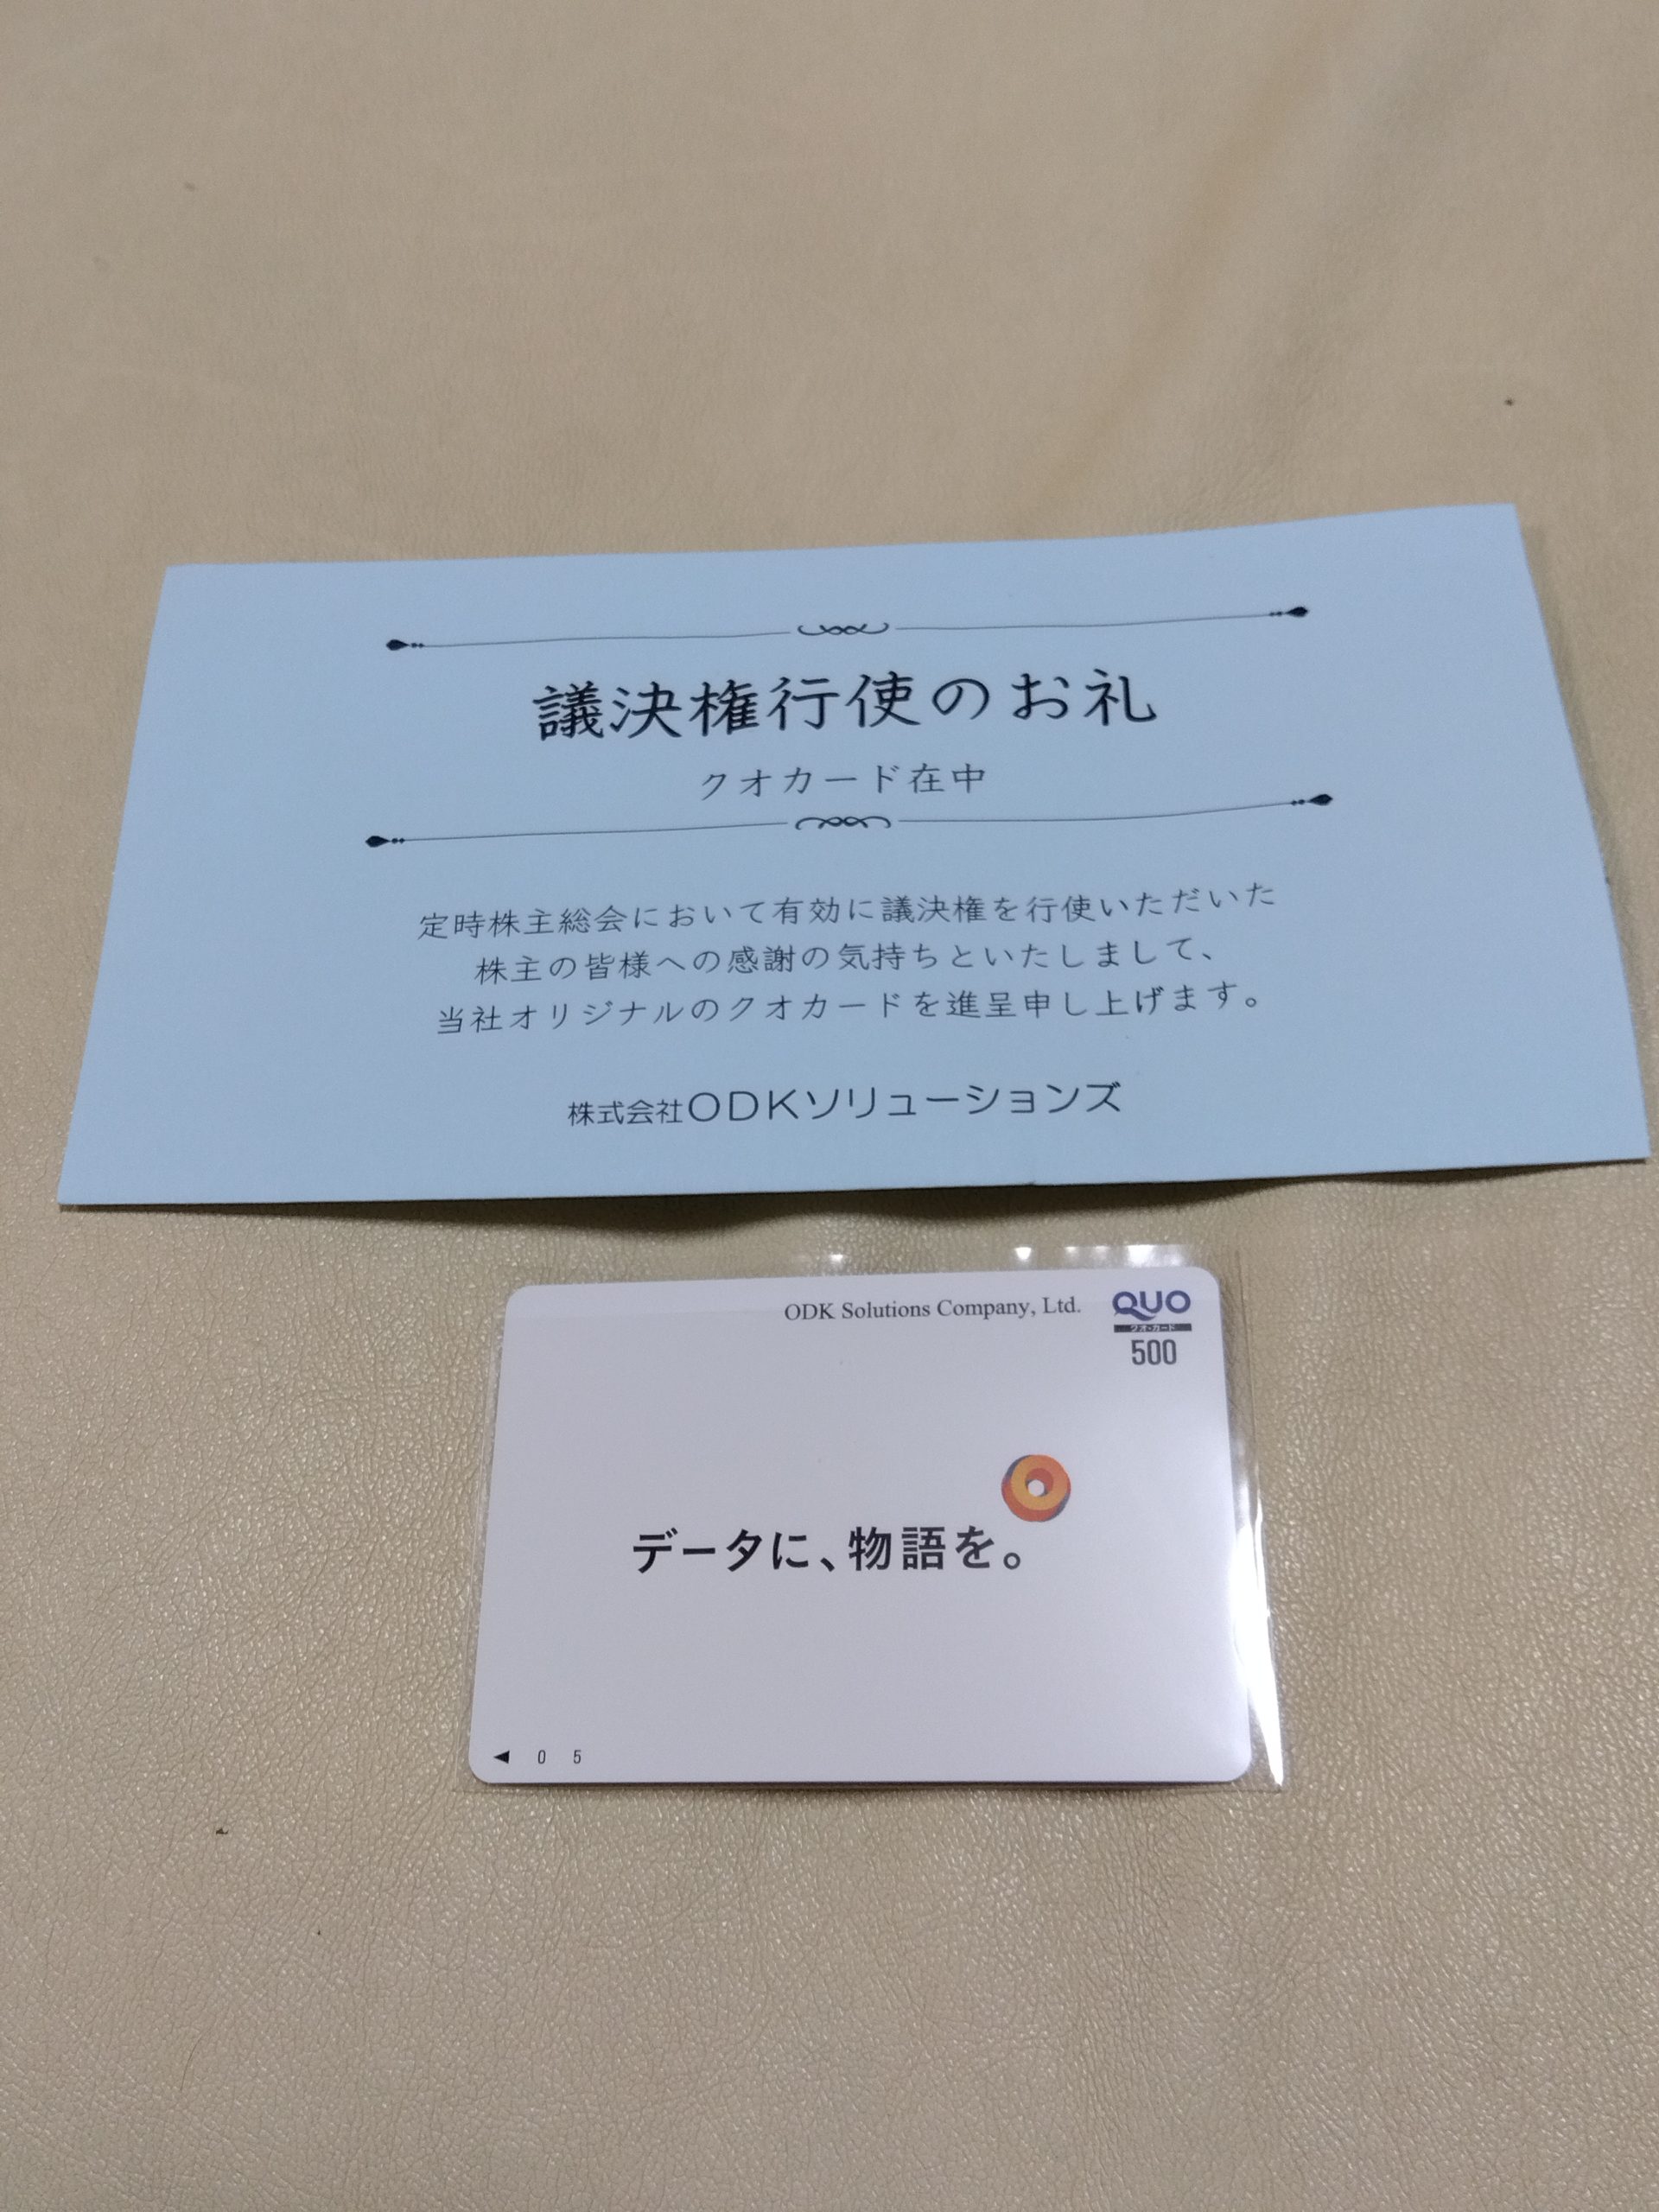 議決権行使のお礼
クオカード在中
定時株主総会において有効に議決権を行使いただいた
株主の皆様への感謝の気持ちといたしまして、
当社オリジナルのクオカードを進呈申し上げます。
株式会社ODKソリューションズ
ODK Solutions Company, Ltd.
QUO
クオ・カード
500
データに、物語を。
◀ 0 5